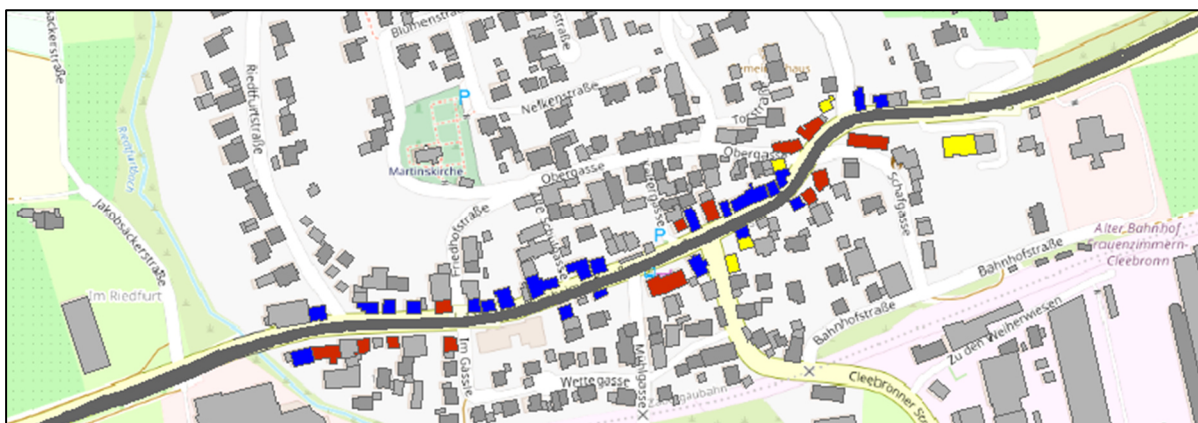 Blumenstraße
Riedfurtstraße
Nelkenstraße
Torstraße
Obergasse
P
Martinskirche
Obergasse
Schafgasse
Friedhofstraße
P
Jakobsäckerstraße
Im Riedfurt
Bahnhofstraße
Alter Bahnhof
Frauenzimmern-
Cleebronn
Bahnhofstraße
Zu den Weiherwiesen
Im Gässle
Wettegasse
Mühlgasse
Cleebronner